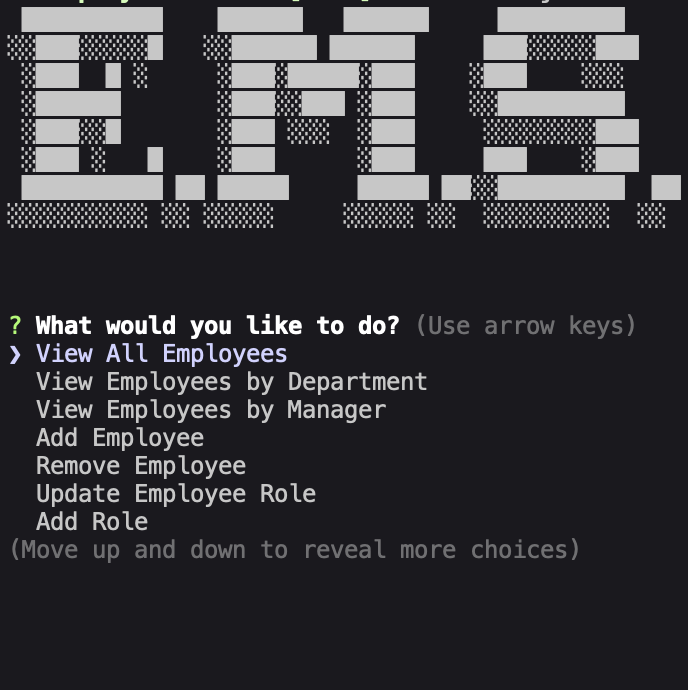 E.M.S.
? What would you like to do? (Use arrow keys)
❯ View All Employees
View Employees by Department
View Employees by Manager
Add Employee
Remove Employee
Update Employee Role
Add Role
(Move up and down to reveal more choices)